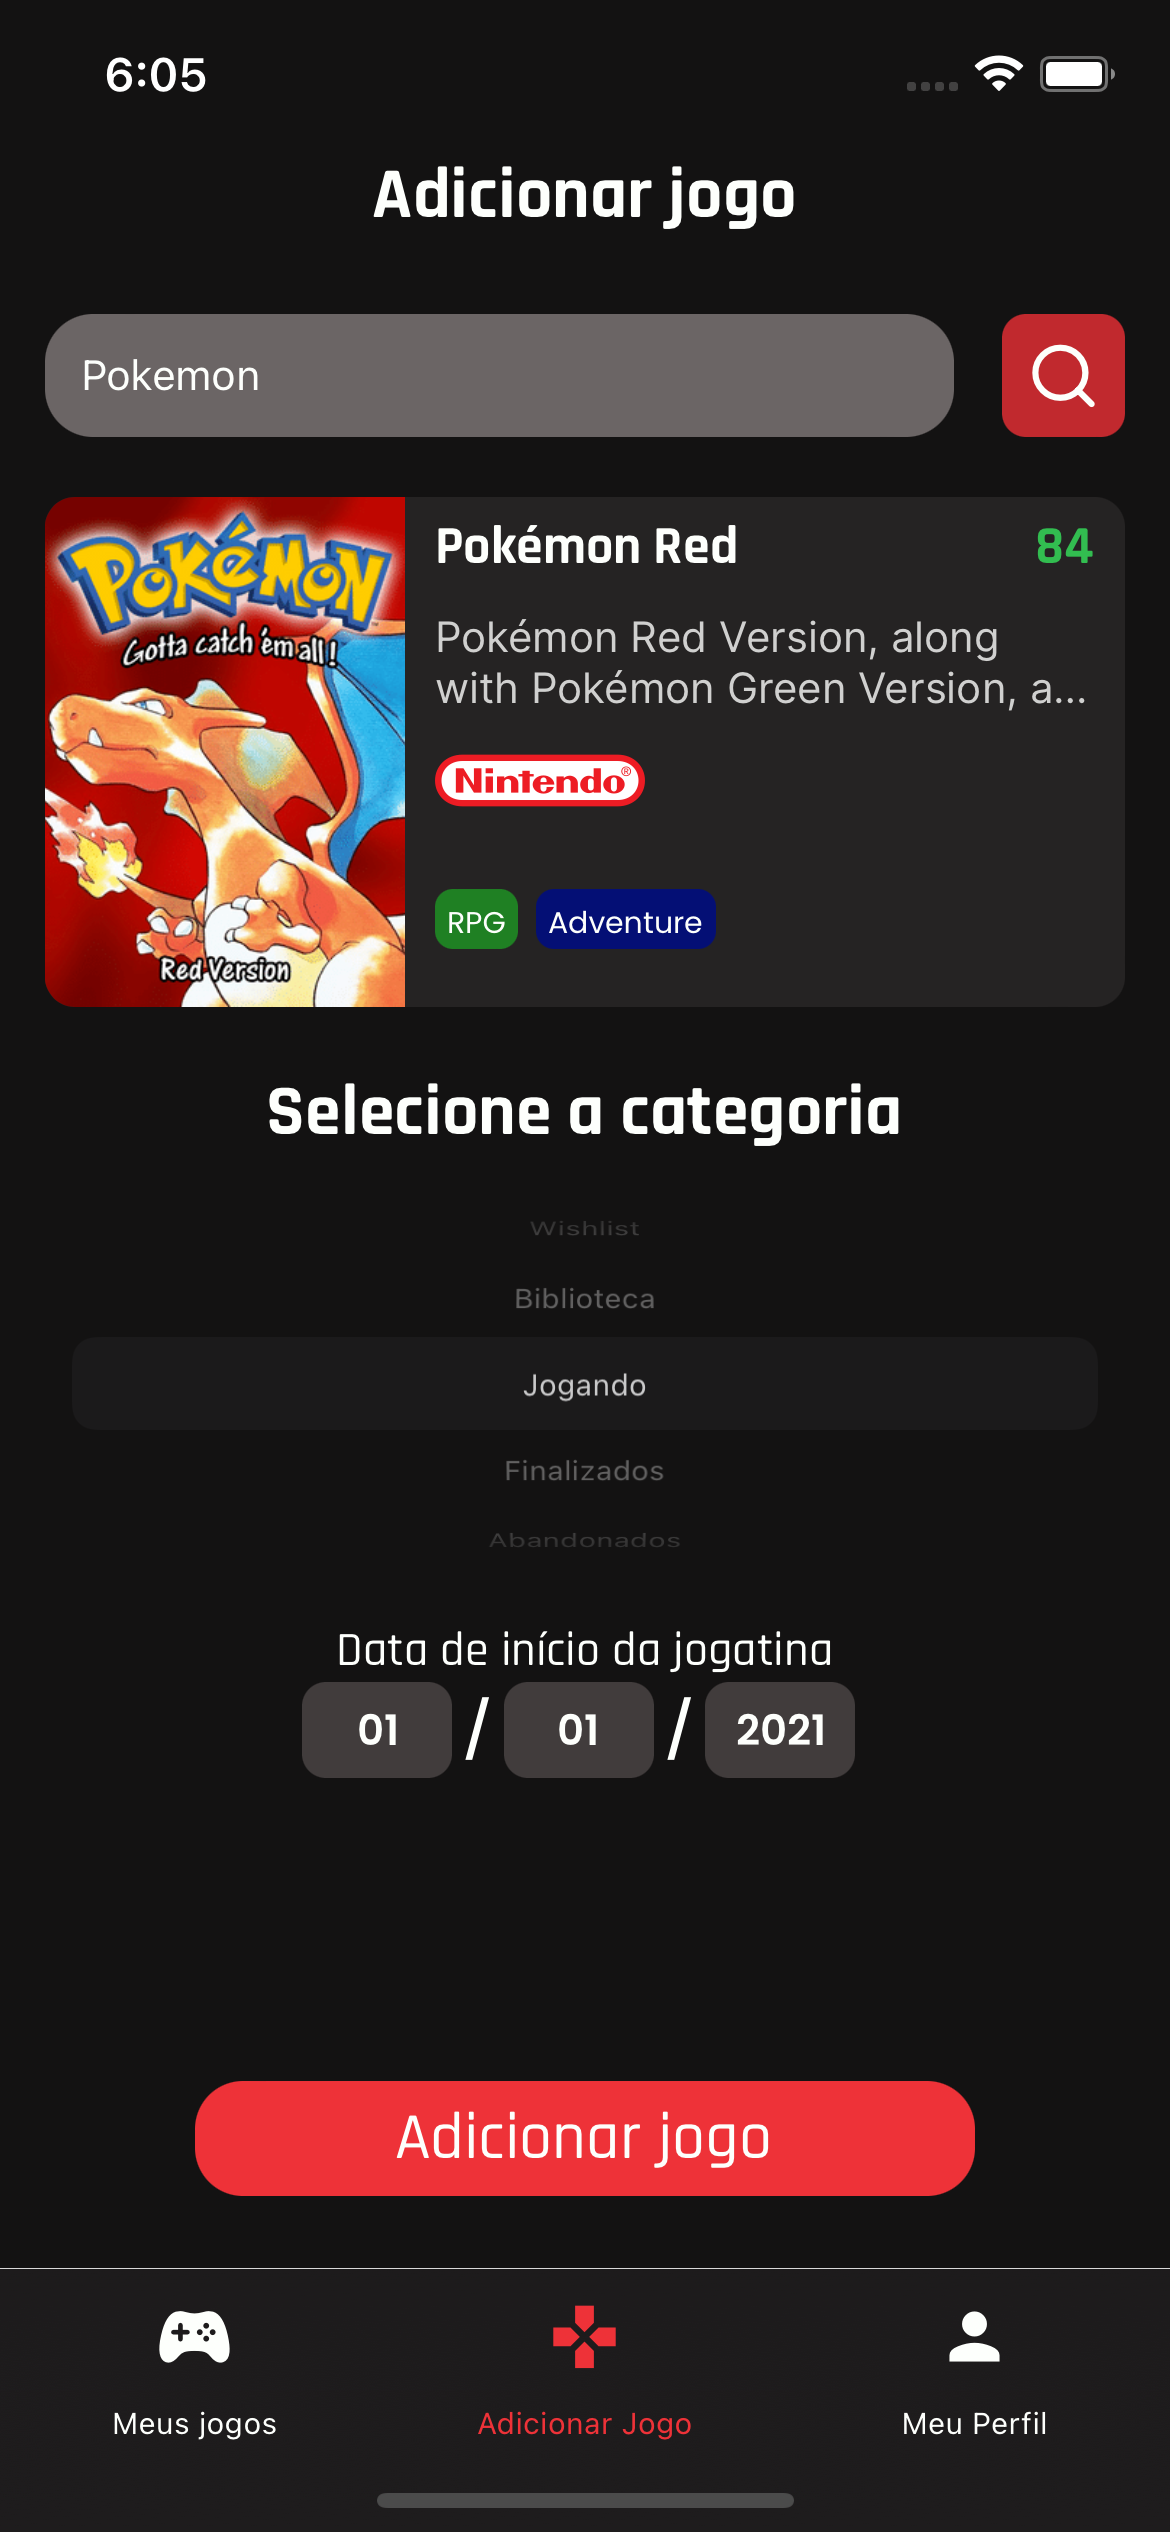 6:05
Adicionar jogo
Pokemon
POKéMON
Gotta catch 'em all!
Red Version
Pokémon Red
84
Pokémon Red Version, along
with Pokémon Green Version, a...
Nintendo®
RPG
Adventure
Selecione a categoria
Wishlist
Biblioteca
Jogando
Finalizados
Abandonados
Data de início da jogatina
01 / 01 / 2021
Adicionar jogo
Meus jogos
Adicionar Jogo
Meu Perfil